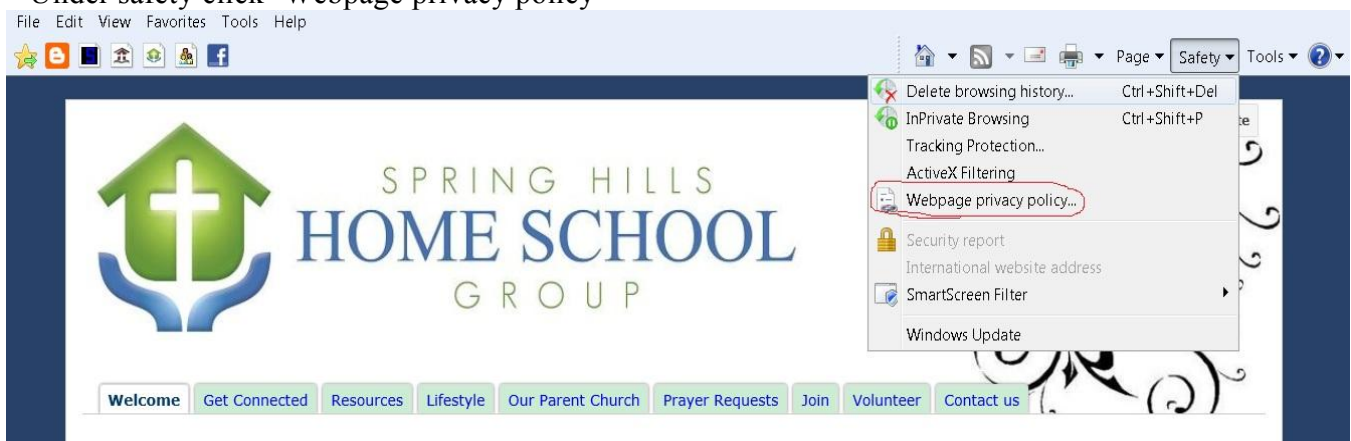 Under safety click "Webpage privacy policy"
File Edit View Favorites Tools Help
Page Safety Tools
Delete browsing history... Ctrl+Shift+Del
InPrivate Browsing Ctrl+Shift+P
Tracking Protection...
ActiveX Filtering
Webpage privacy policy...
Security report
International website address
SmartScreen Filter
Windows Update
SPRING HILLS
HOME SCHOOL
GROUP
Welcome Get Connected Resources Lifestyle Our Parent Church Prayer Requests Join Volunteer Contact us